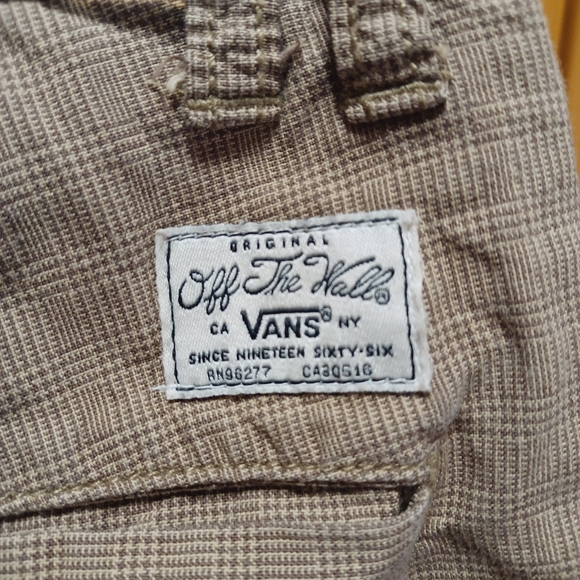 ORIGINAL
Off The Wall®
CA VANS® NY
SINCE NINETEEN SIXTY-SIX
RN96277 CA30516